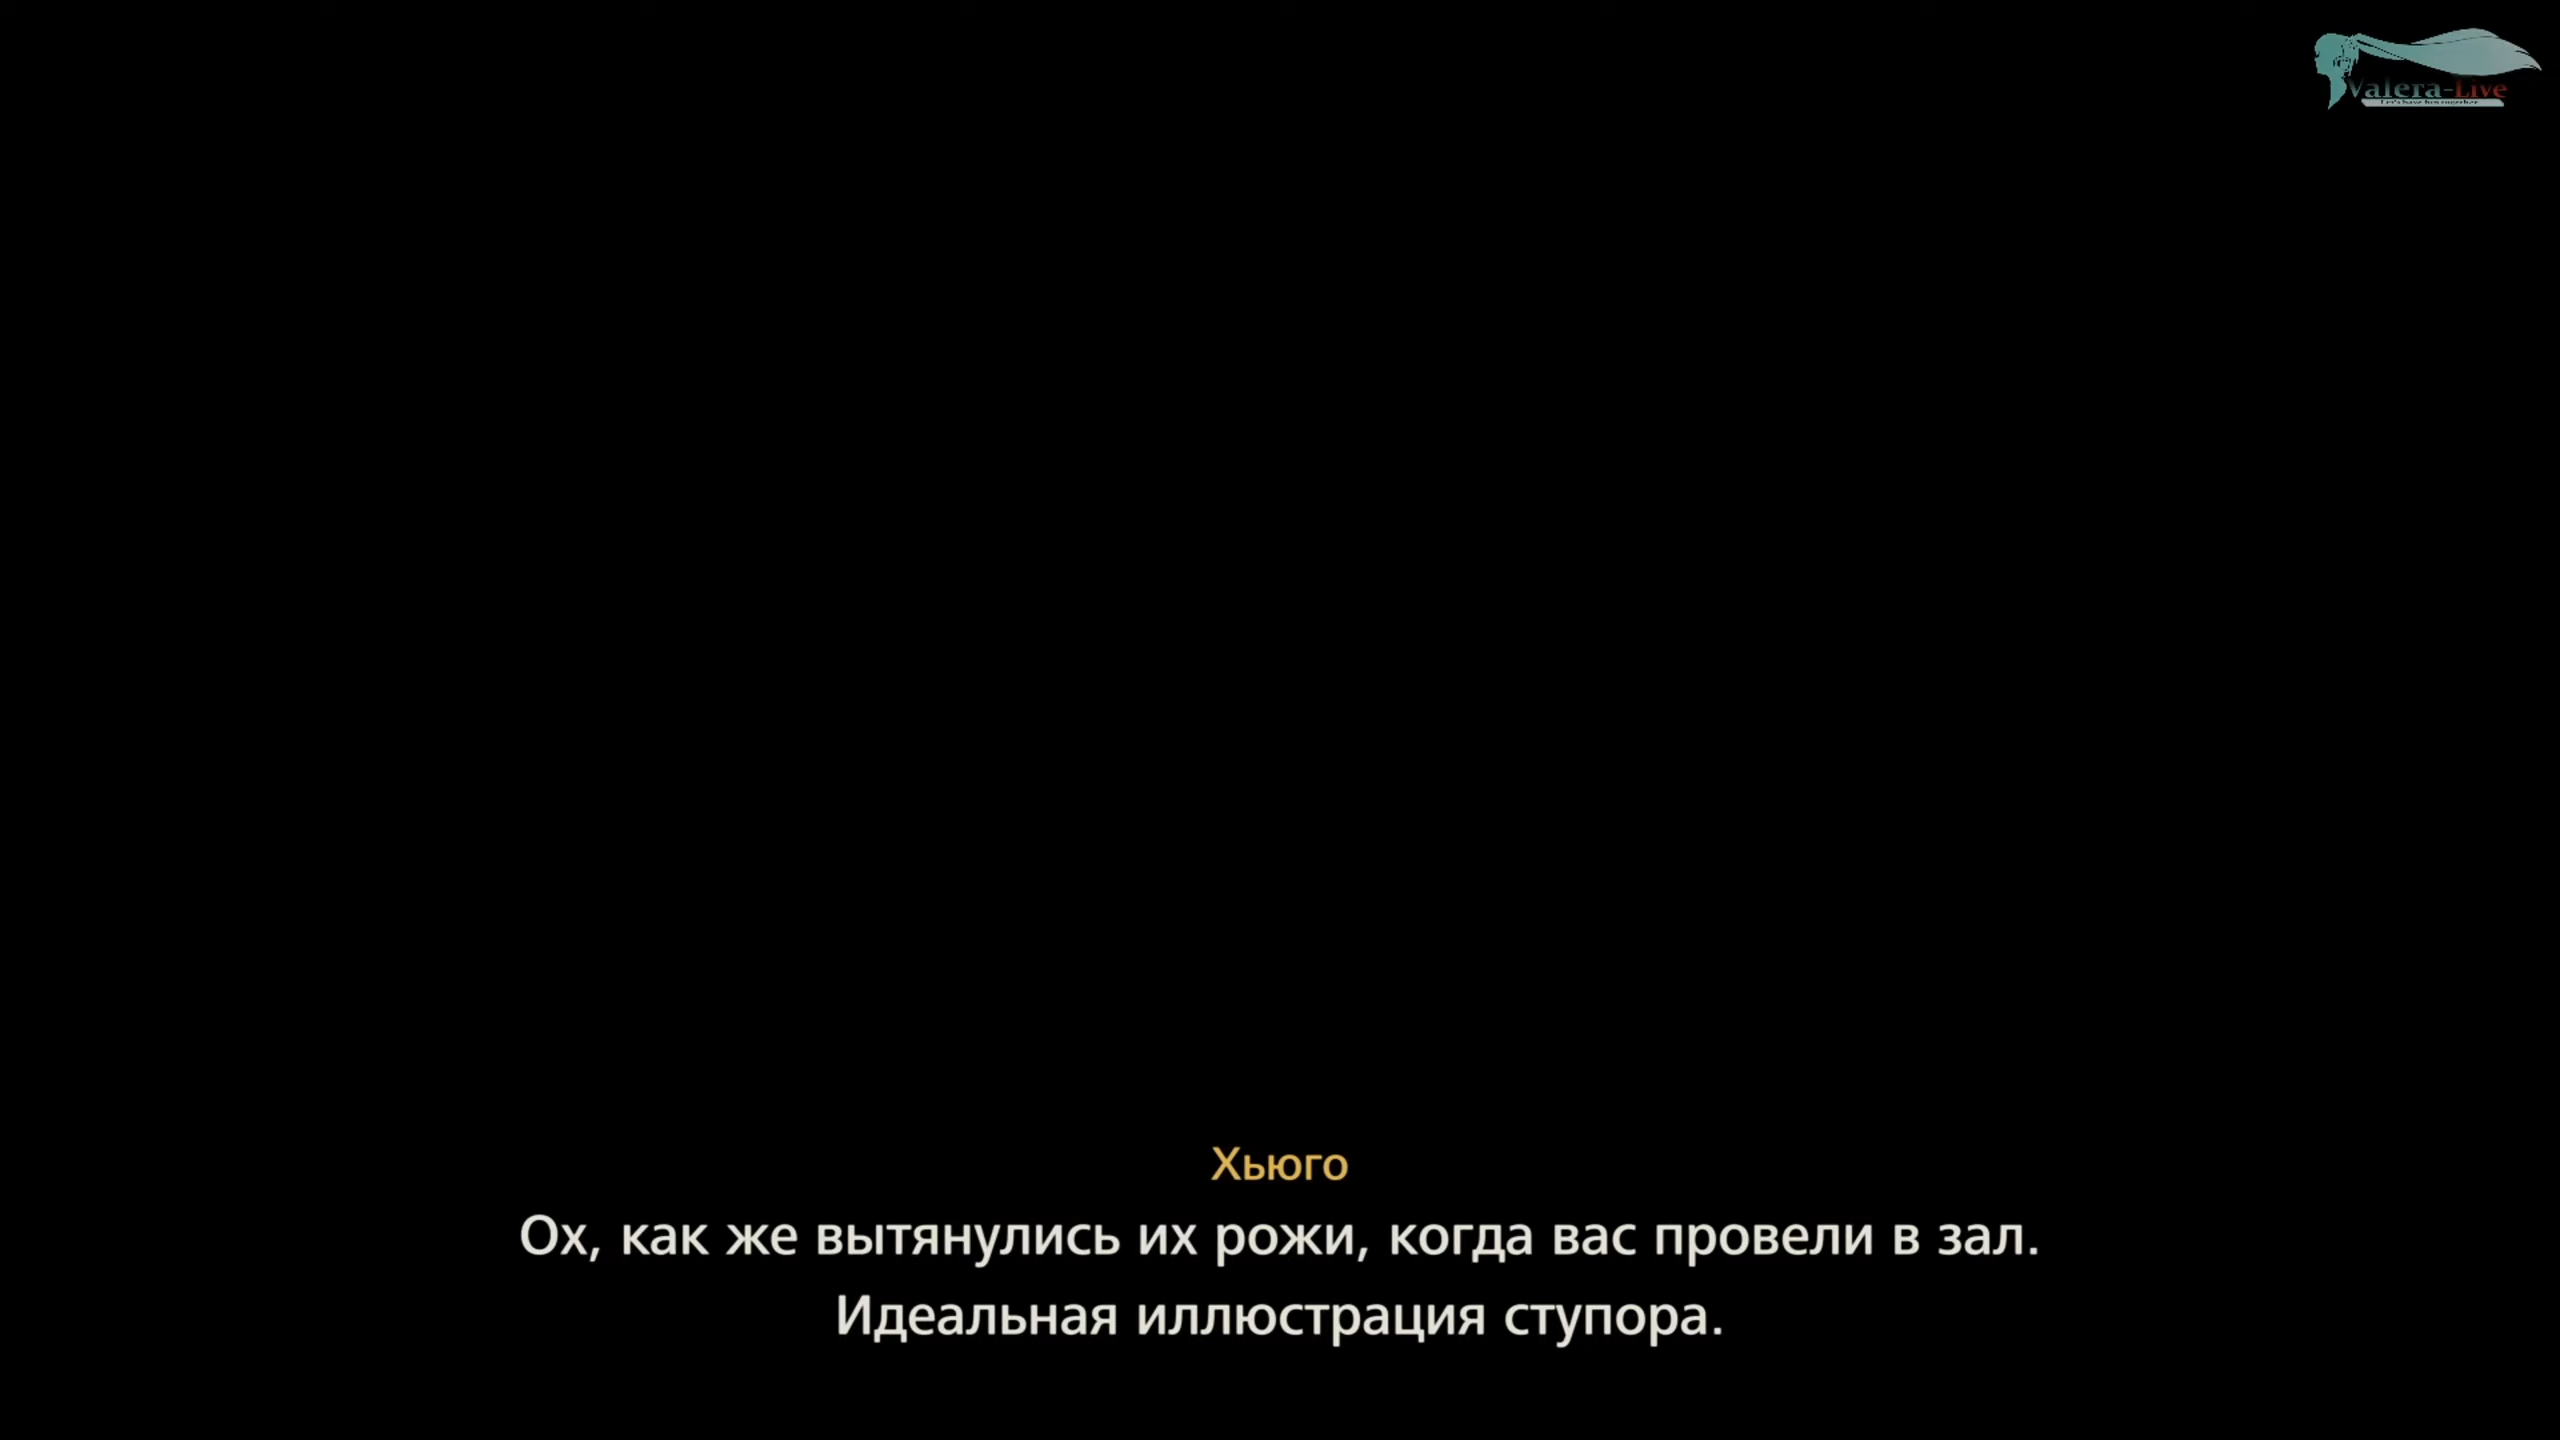 Valera-Live
Хьюго
Ох, как же вытянулись их рожи, когда вас провели в зал.
Идеальная иллюстрация ступора.